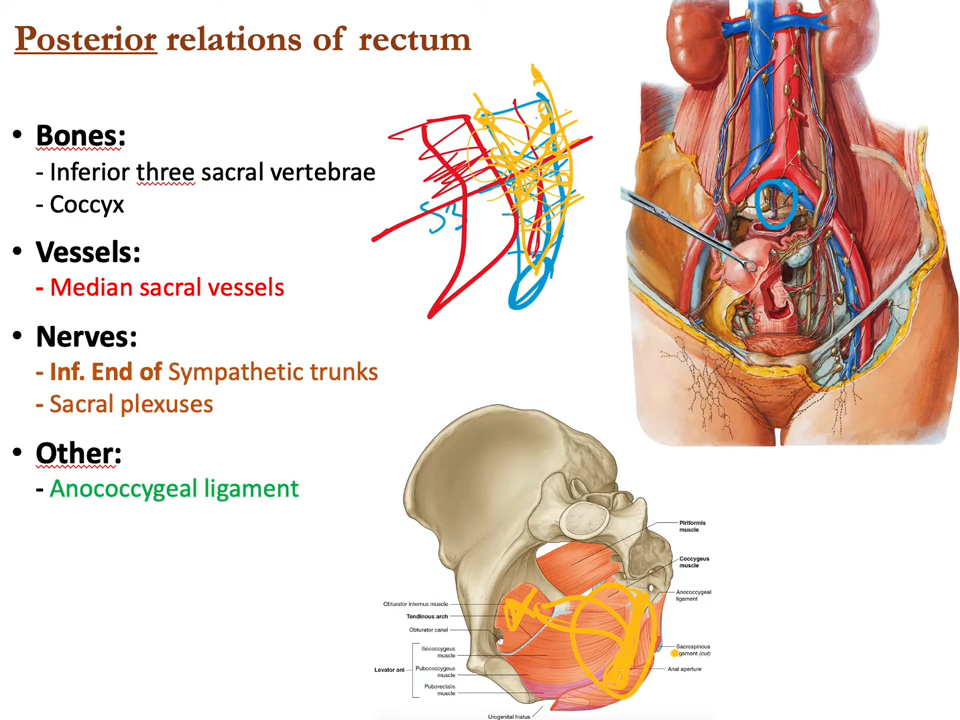 Posterior relations of rectum
• Bones:
- Inferior three sacral vertebrae
- Coccyx
• Vessels:
- Median sacral vessels
• Nerves:
- Inf. End of Sympathetic trunks
- Sacral plexuses
• Other:
- Anococcygeal ligament
S3
Piriformis
muscle
Coccygeus
muscle
Anococcygeal
ligament
Sacrospinous
ligament (cut)
Anal aperture
Obturator internus muscle
Tendinous arch
Obturator canal
Levator ani
Iliococcygeus
muscle
Pubococcygeus
muscle
Puborectalis
muscle
Urogenital hiatus